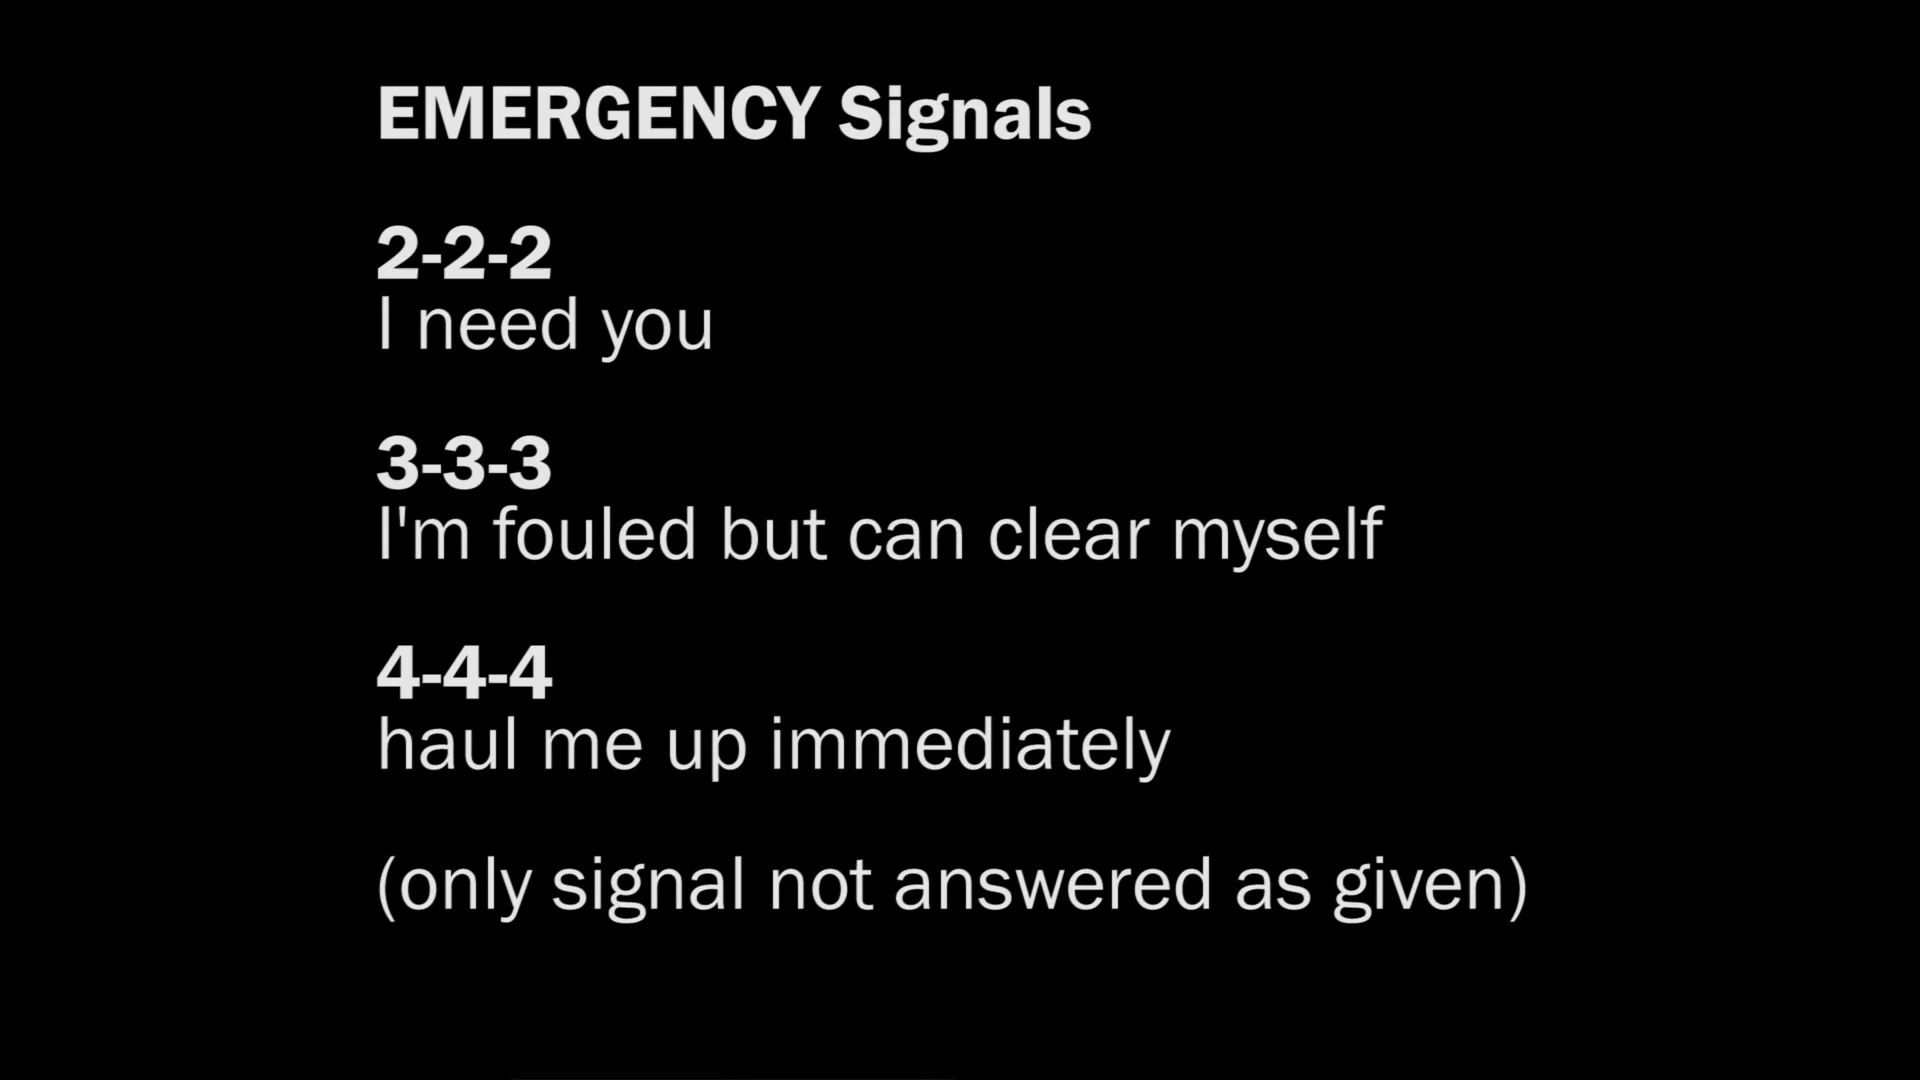 EMERGENCY Signals
2-2-2
I need you
3-3-3
I'm fouled but can clear myself
4-4-4
haul me up immediately
(only signal not answered as given)